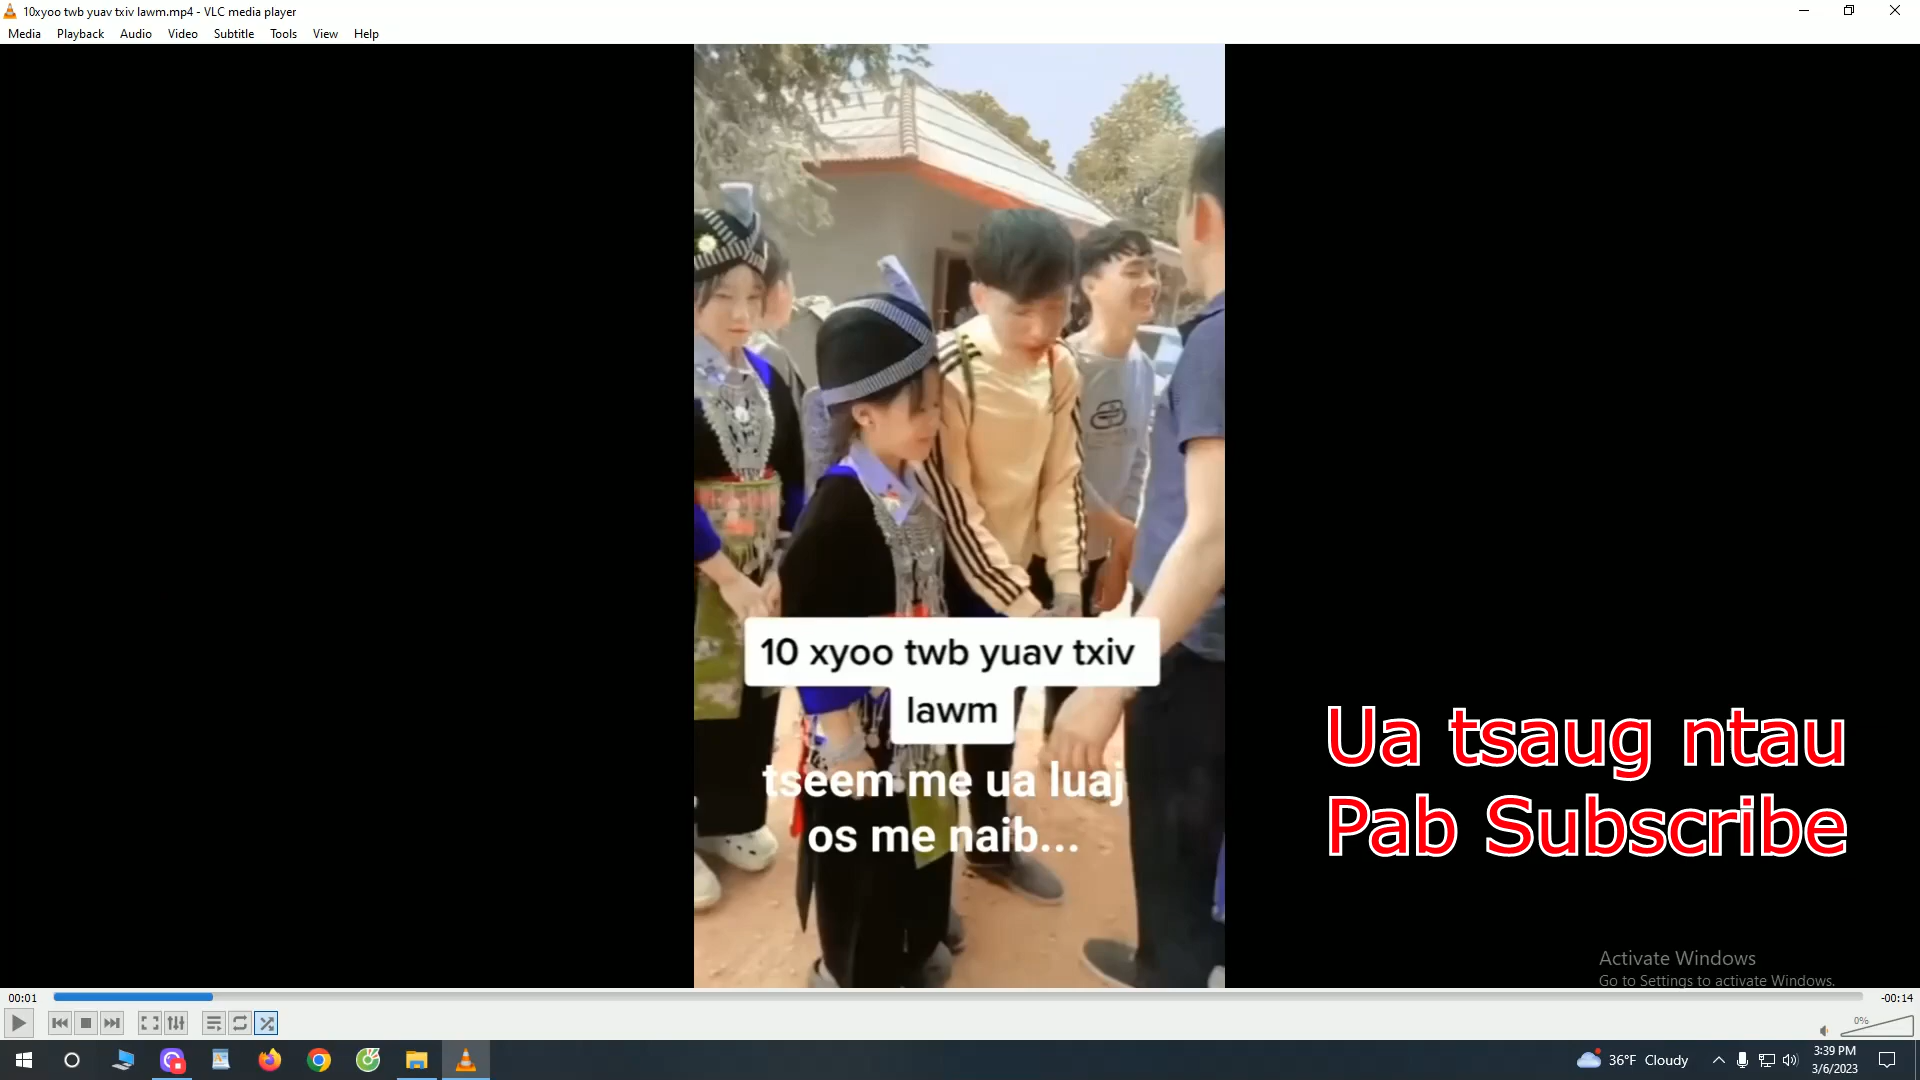 10xyoo twb yuav txiv lawm.mp4 - VLC media player
Media Playback Audio Video Subtitle Tools View Help
10 xyoo twb yuav txiv
lawm
tseem me ua luaj
os me naib...
Ua tsaug ntau
Pab Subscribe
Activate Windows
Go to Settings to activate Windows.
00:01
-00:14
0%
36°F Cloudy
3:39 PM
3/6/2023